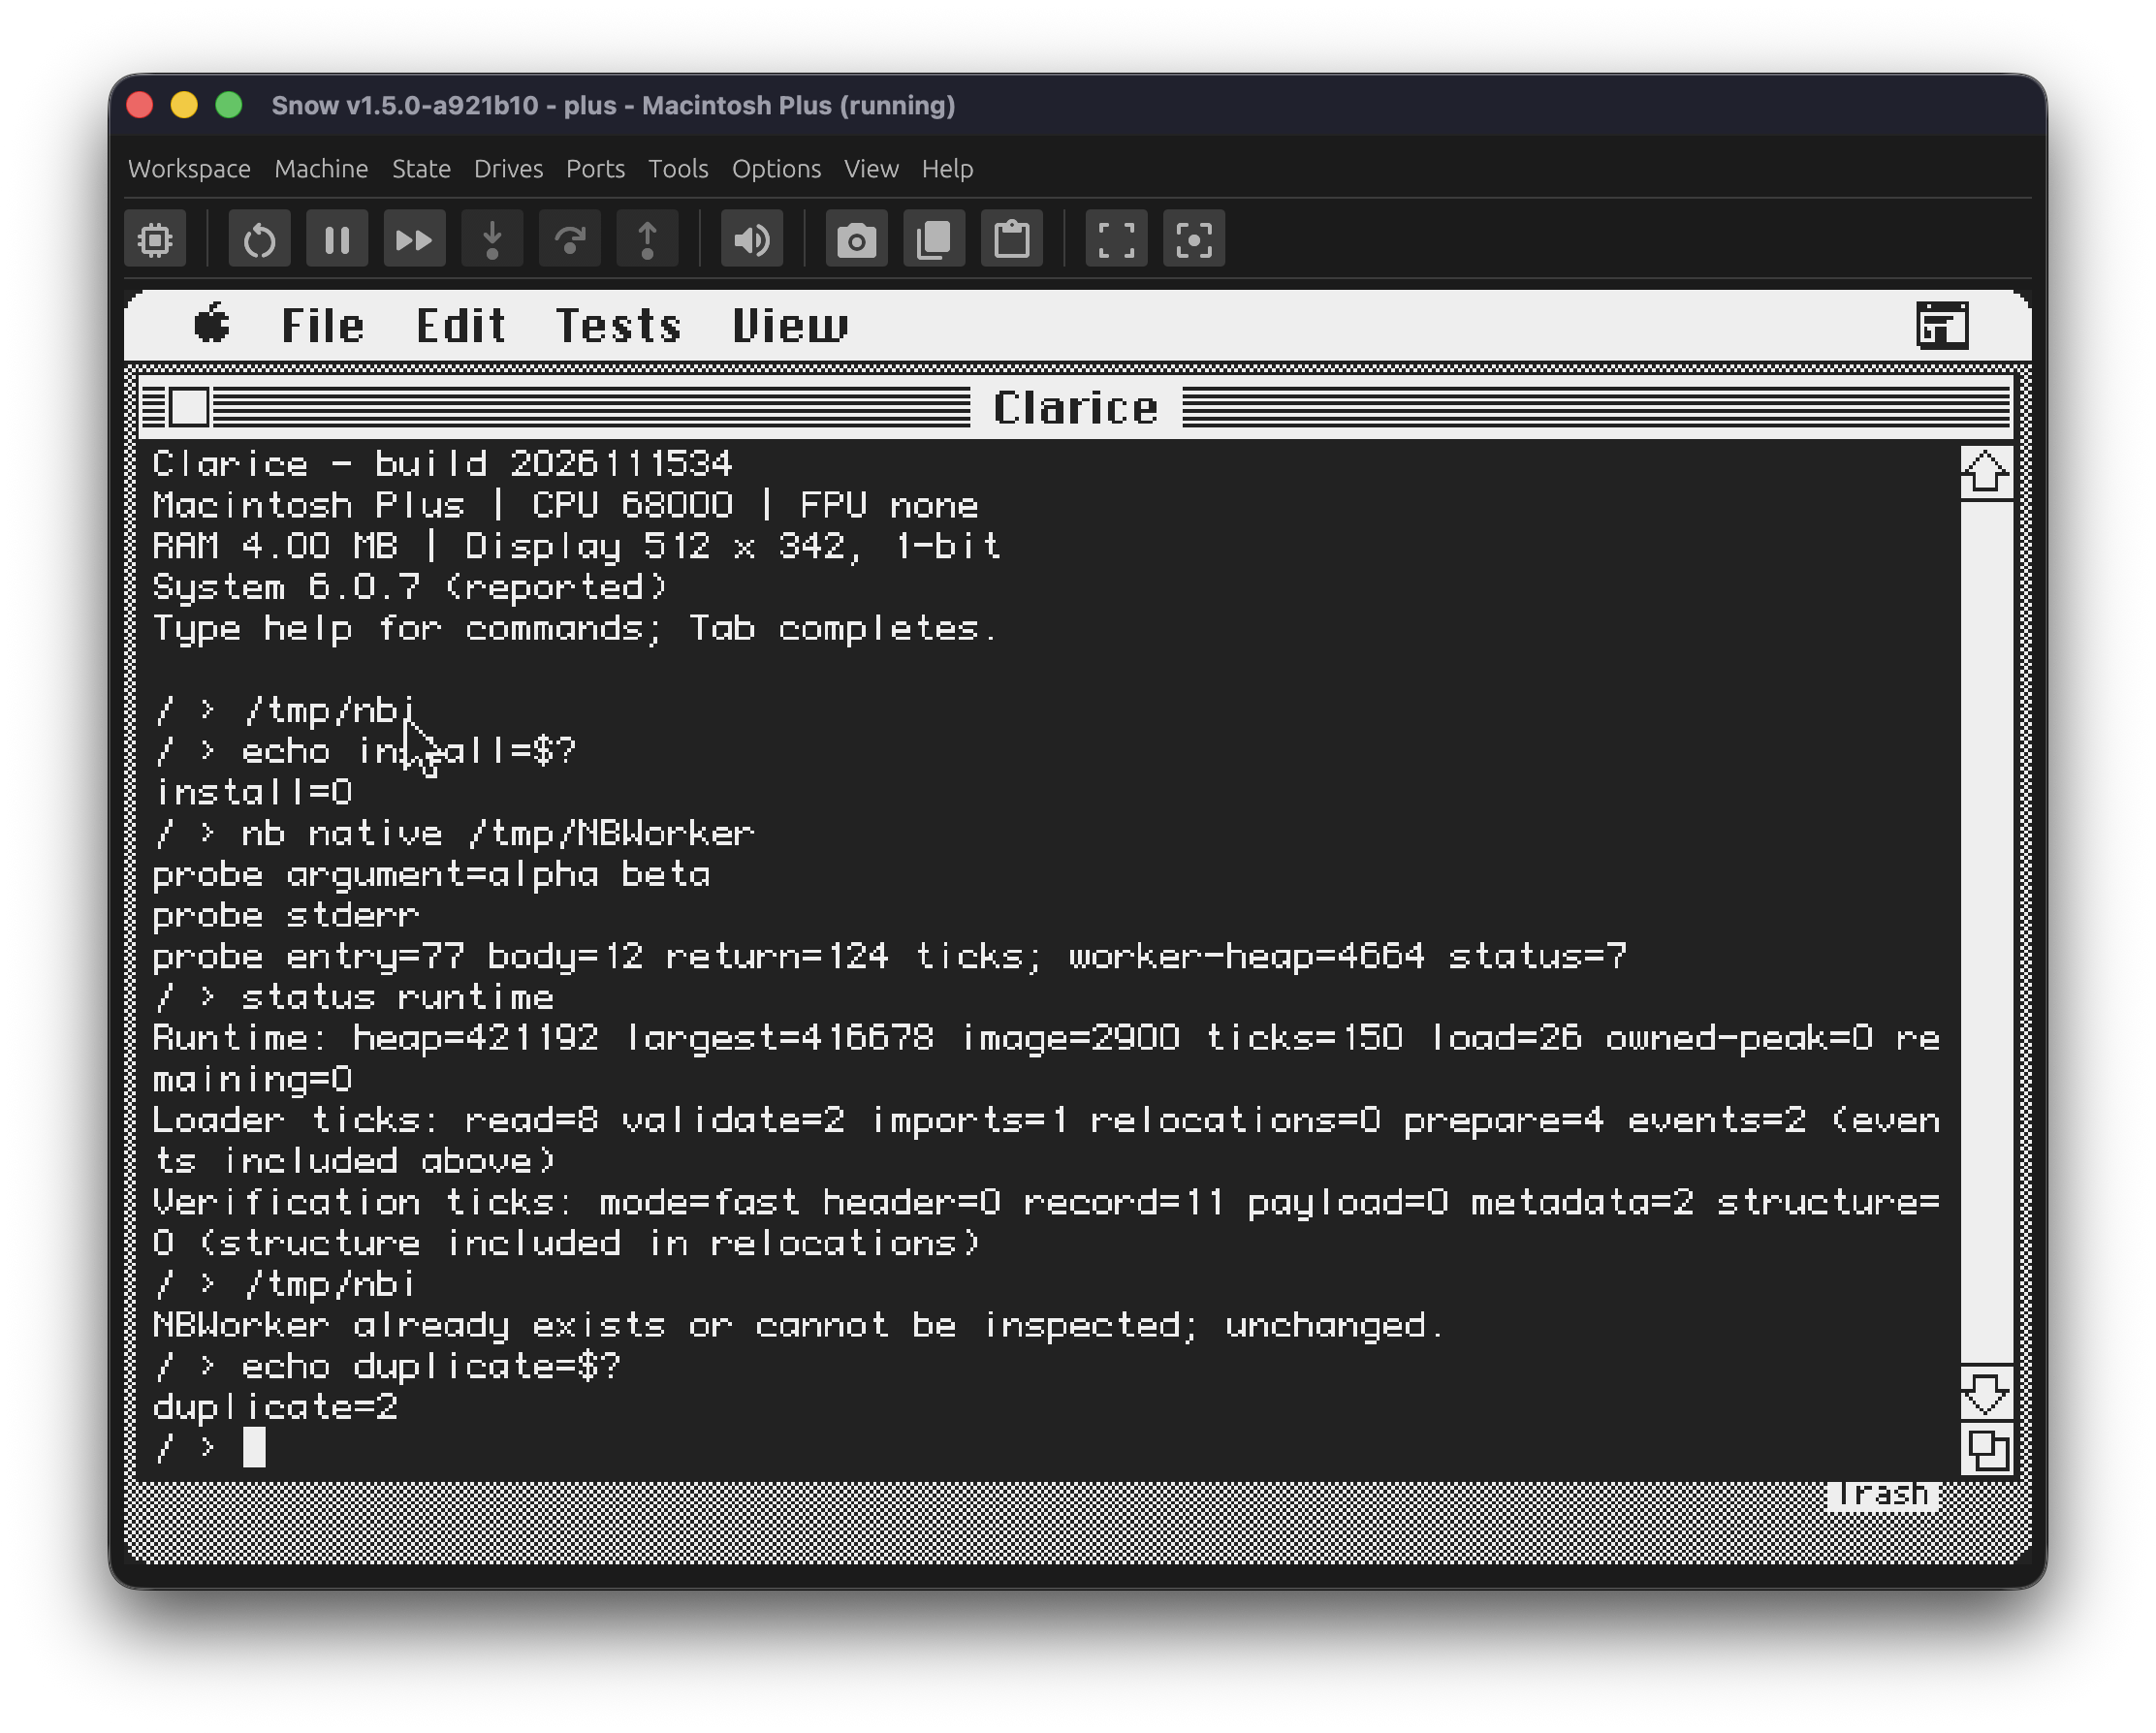 Snow v1.5.0-a921b10 - plus - Macintosh Plus (running)
Workspace Machine State Drives Ports Tools Options View Help
File Edit Tests View
Clarice
Clarice - build 2026111534
Macintosh Plus | CPU 68000 | FPU none
RAM 4.00 MB | Display 512 x 342, 1-bit
System 6.0.7 (reported)
Type help for commands; Tab completes.
/ > /tmp/nbi
/ > echo install=$?
install=0
/ > nb native /tmp/NBWorker
probe argument=alpha beta
probe stderr
probe entry=77 body=12 return=124 ticks; worker-heap=4664 status=7
/ > status runtime
Runtime: heap=421192 largest=416678 image=2900 ticks=150 load=26 owned-peak=0 re
maining=0
Loader ticks: read=8 validate=2 imports=1 relocations=0 prepare=4 events=2 (even
ts included above)
Verification ticks: mode=fast header=0 record=11 payload=0 metadata=2 structure=
0 (structure included in relocations)
/ > /tmp/nbi
NBWorker already exists or cannot be inspected; unchanged.
/ > echo duplicate=$?
duplicate=2
/ >
Trash